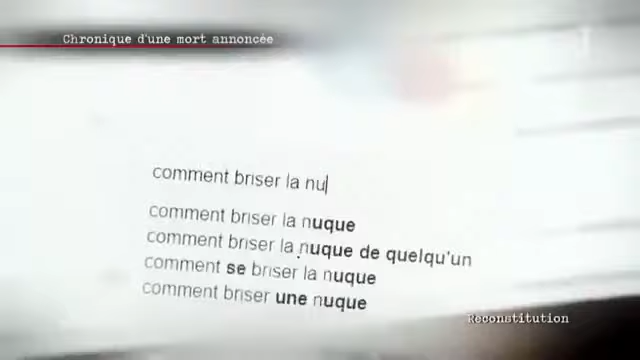 Chronique d'une mort annoncée
comment briser la nu
comment briser la nuque
comment briser la nuque de quelqu'un
comment se briser la nuque
comment briser une nuque
Reconstitution